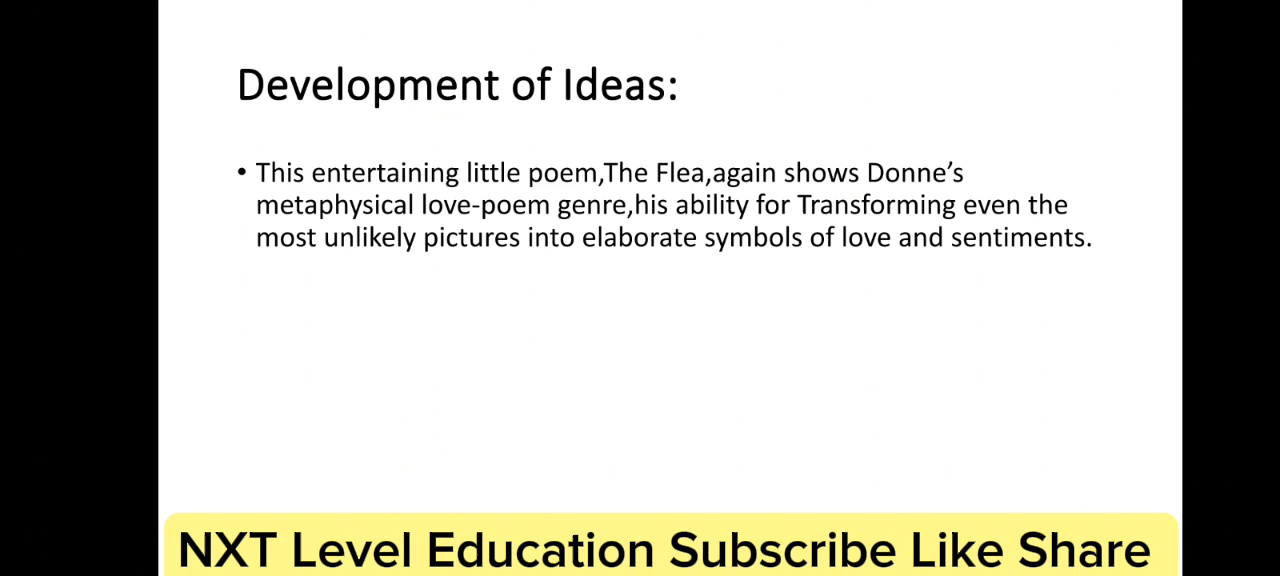 Development of Ideas:
• This entertaining little poem,The Flea,again shows Donne’s
metaphysical love-poem genre,his ability for Transforming even the
most unlikely pictures into elaborate symbols of love and sentiments.
NXT Level Education Subscribe Like Share